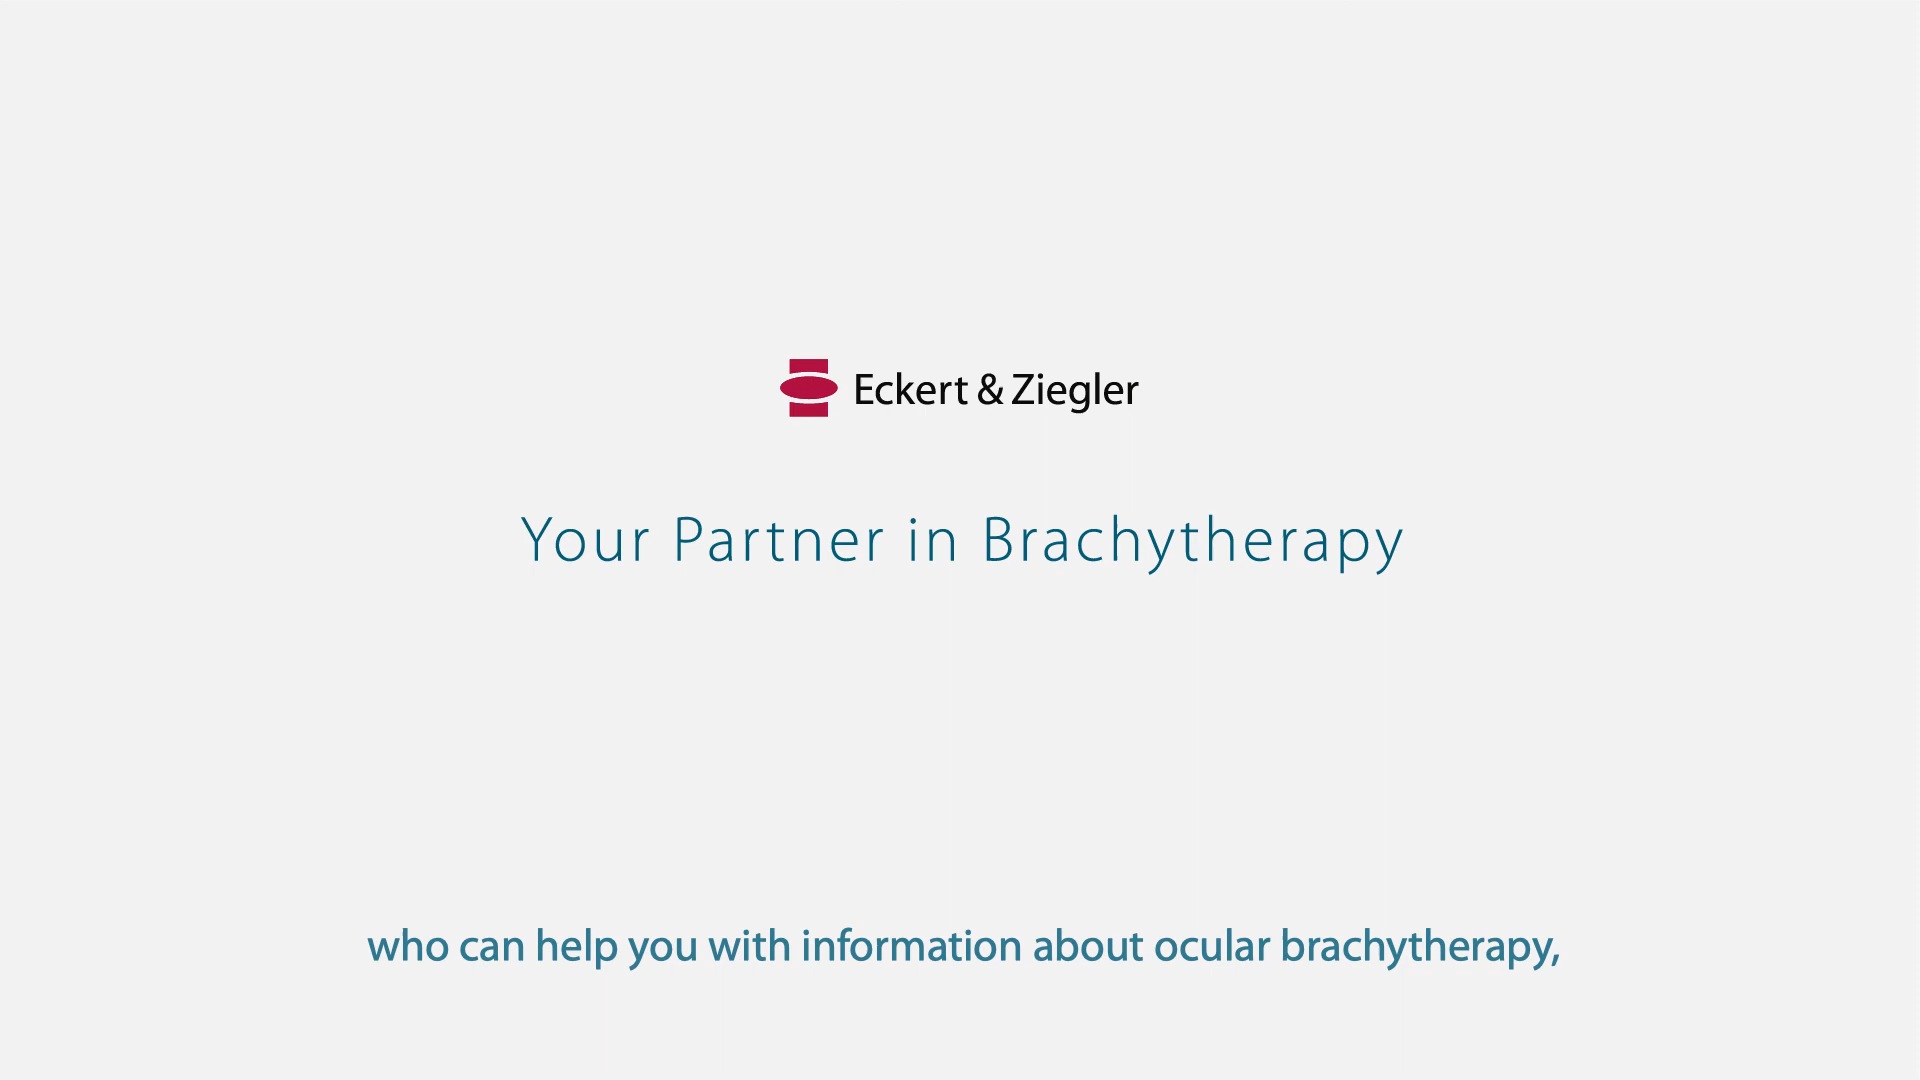 Eckert & Ziegler
Your Partner in Brachytherapy
who can help you with information about ocular brachytherapy,